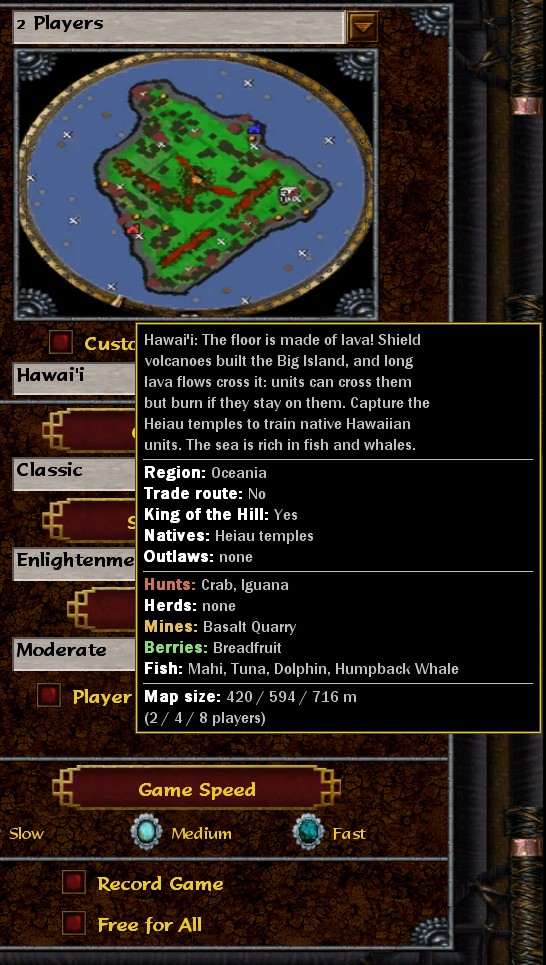 2 Players
Custo
Hawai'i
Classic
S
Enlightenme
Moderate
Player
Hawai'i: The floor is made of lava! Shield
volcanoes built the Big Island, and long
lava flows cross it: units can cross them
but burn if they stay on them. Capture the
Heiau temples to train native Hawaiian
units. The sea is rich in fish and whales.
Region: Oceania
Trade route: No
King of the Hill: Yes
Natives: Heiau temples
Outlaws: none
Hunts: Crab, Iguana
Herds: none
Mines: Basalt Quarry
Berries: Breadfruit
Fish: Mahi, Tuna, Dolphin, Humpback Whale
Map size: 420 / 594 / 716 m
(2 / 4 / 8 players)
Game Speed
Slow Medium Fast
Record Game
Free for All